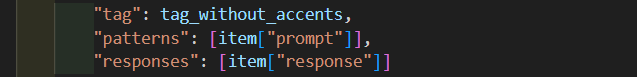 "tag": tag_without_accents,
"patterns": [item["prompt"]],
"responses": [item["response"]]